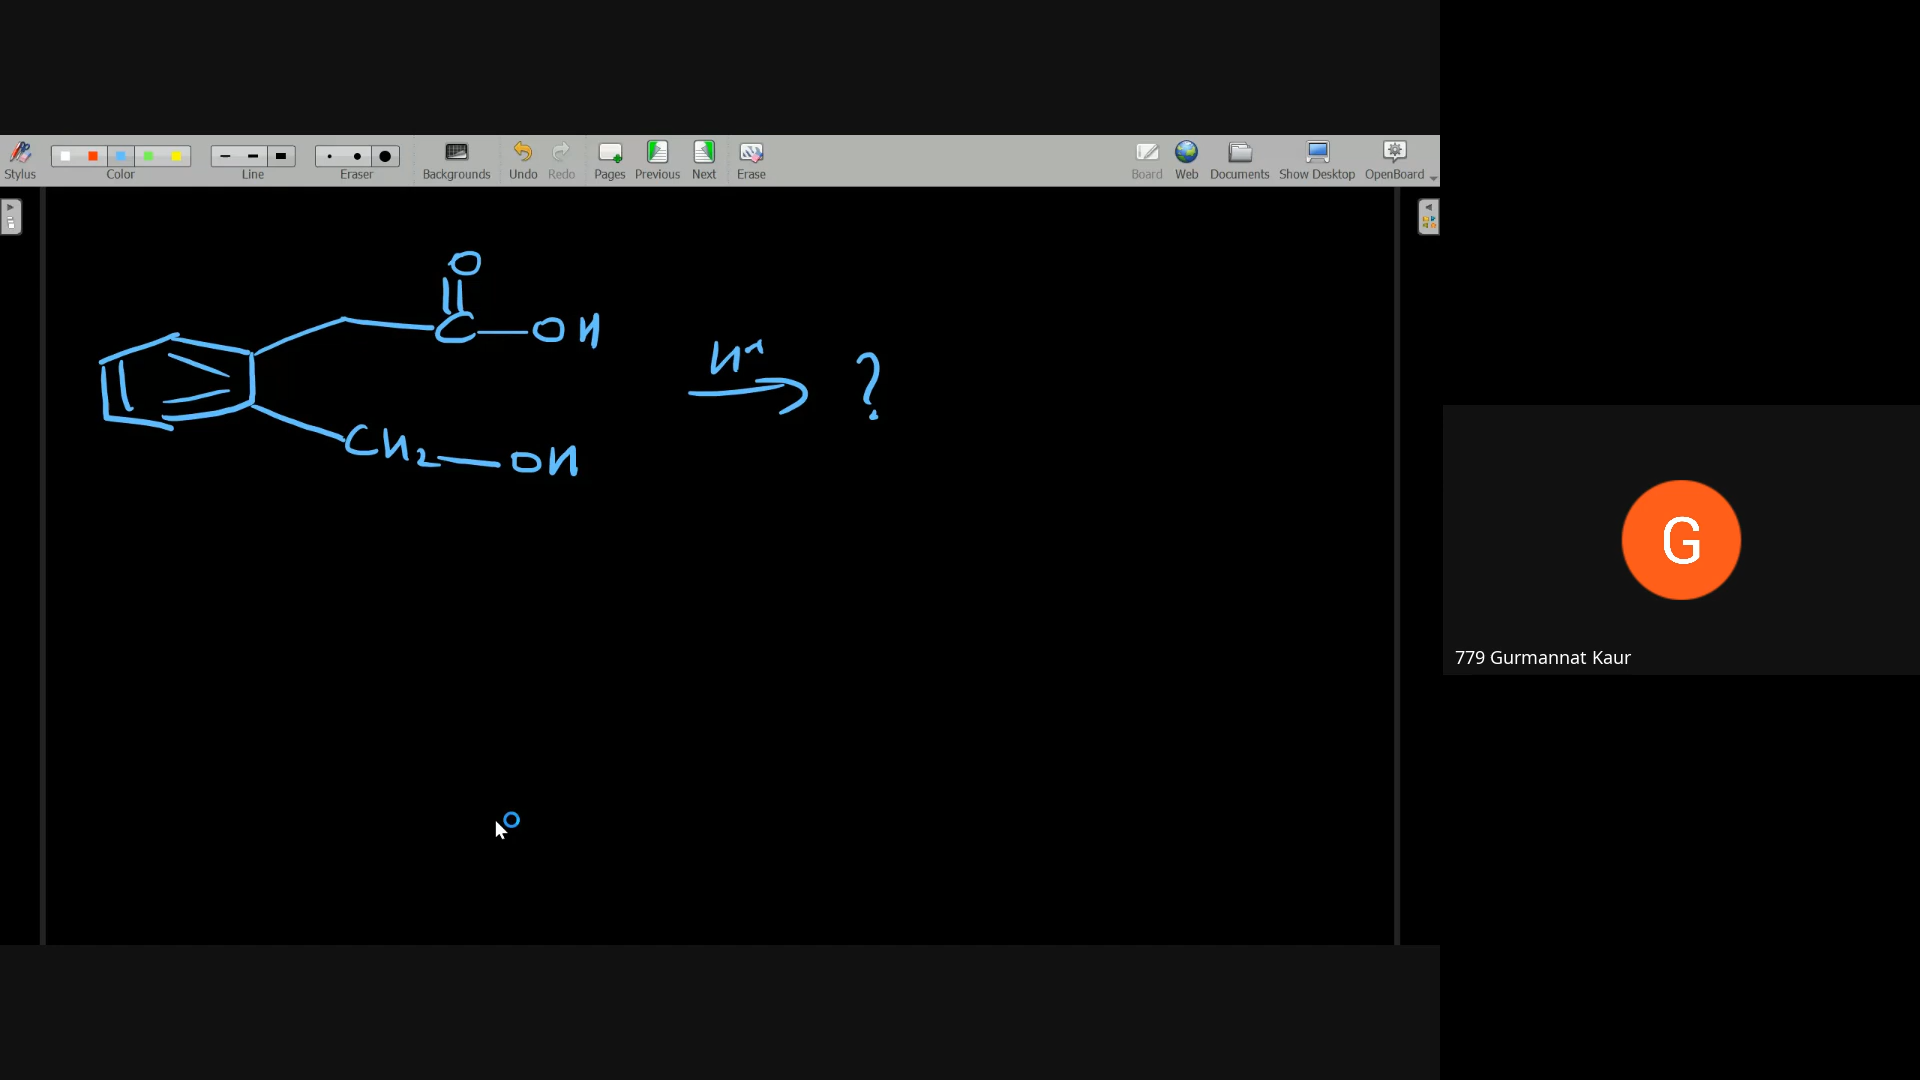 Stylus Color Line Eraser Backgrounds Undo Redo Pages Previous Next Erase Board Web Documents Show Desktop OpenBoard
O
C OH
H⁺ ?
CH₂ OH
G
779 Gurmannat Kaur